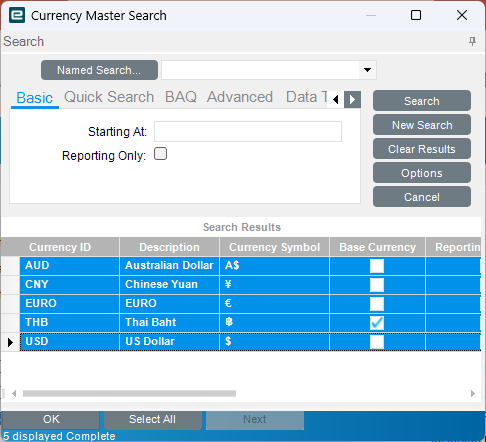 Currency Master Search
Search
Named Search...
Basic Quick Search BAQ Advanced Data T
Starting At:
Reporting Only:
Search
New Search
Clear Results
Options
Cancel
Search Results
Currency ID Description Currency Symbol Base Currency Reportin
AUD Australian Dollar A$
CNY Chinese Yuan ¥
EURO EURO €
THB Thai Baht ฿
USD US Dollar $
OK Select All Next
5 displayed Complete